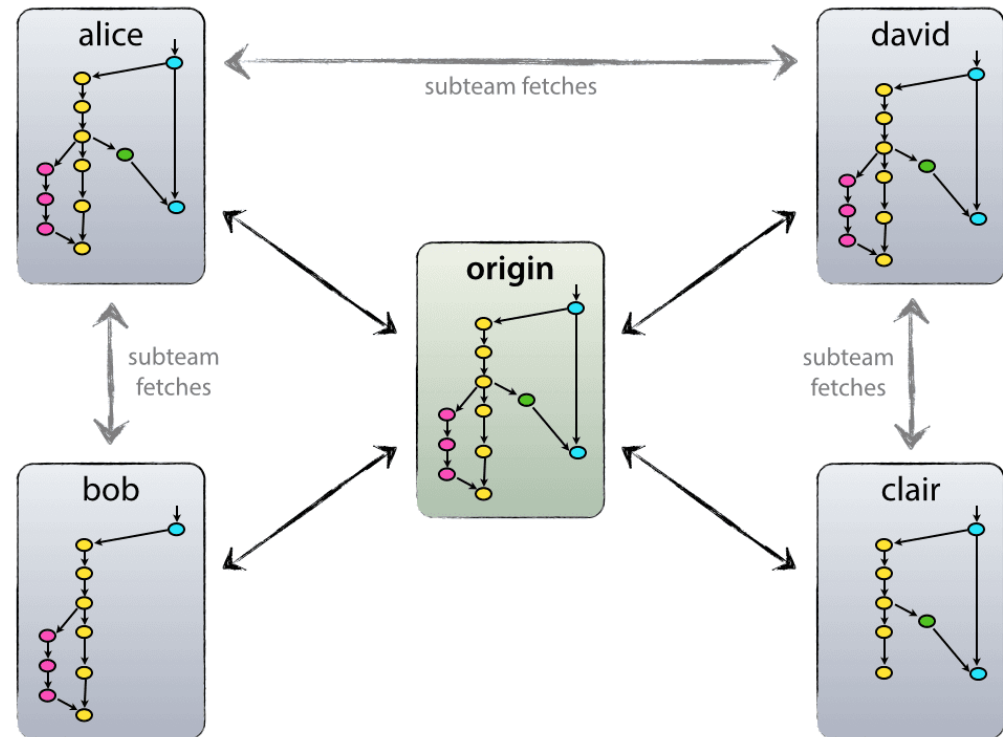 alice
david
subteam fetches
origin
subteam
fetches
subteam
fetches
bob
clair